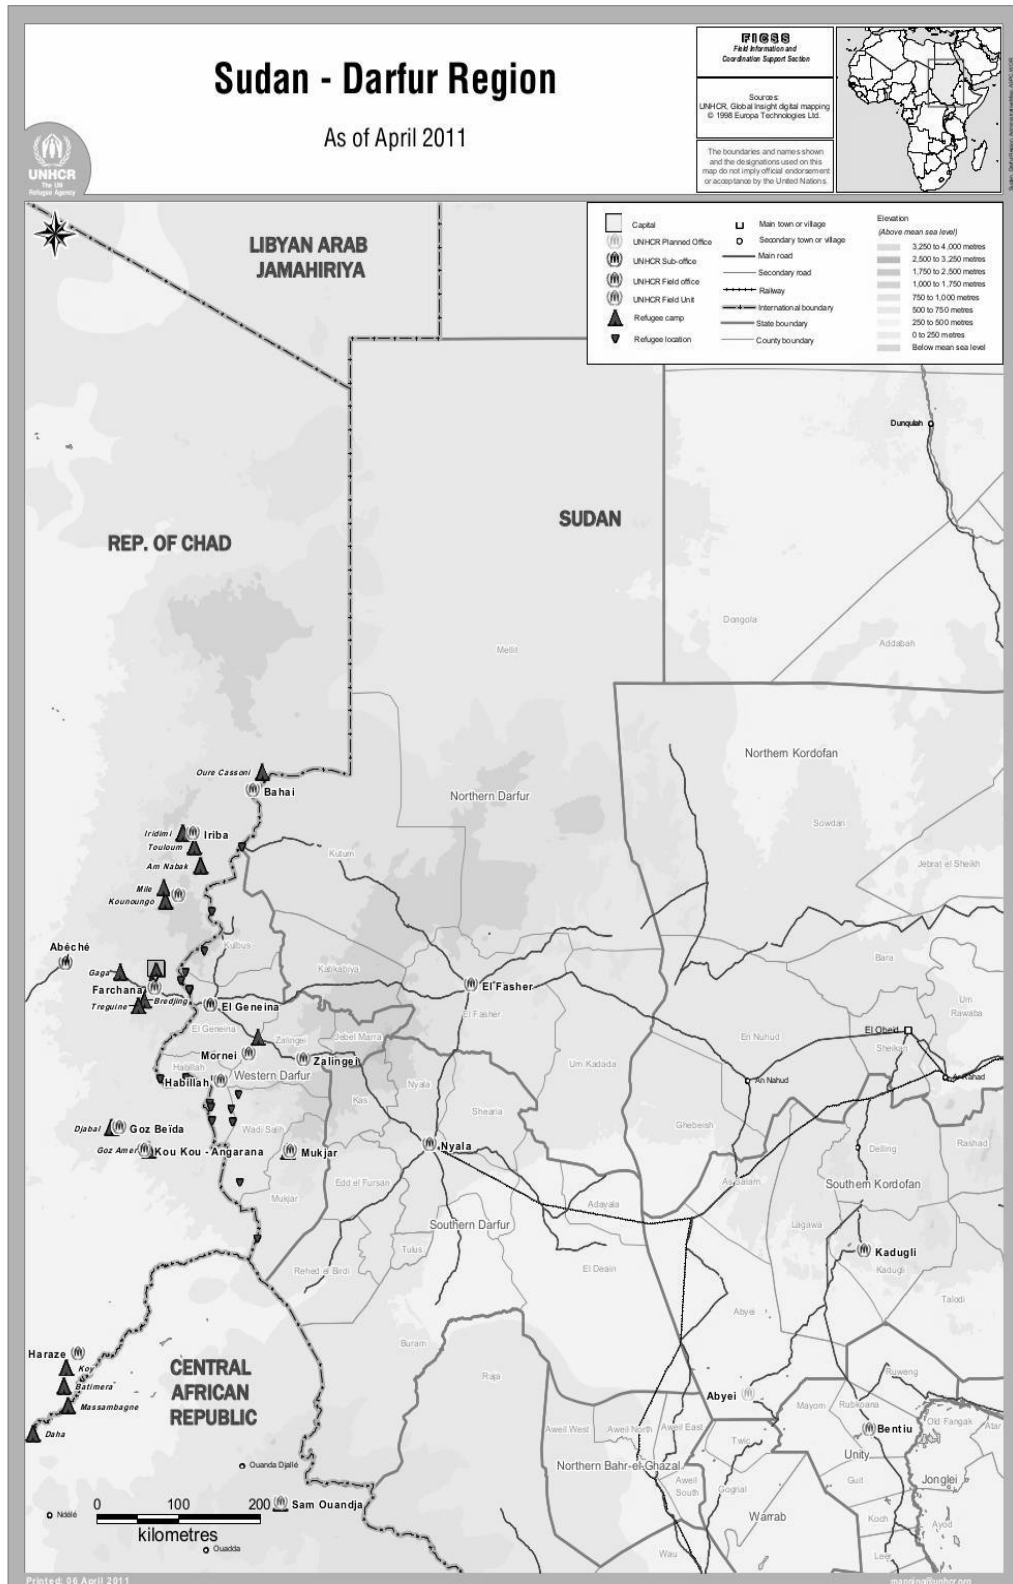 Sudan - Darfur Region
As of April 2011
UNHCR
The UN
Refugee Agency
FICSS
Field Information and
Coordination Support Section
Sources:
UNHCR, Global Insight digital mapping
© 1998 Europa Technologies Ltd.
The boundaries and names shown
and the designations used on this
map do not imply official endorsement
or acceptance by the United Nations.
Capital
UNHCR Planned Office
UNHCR Sub-office
UNHCR Field office
UNHCR Field Unit
Refugee camp
Refugee location
Main town or village
Secondary town or village
Main road
Secondary road
Railway
International boundary
State boundary
County boundary
Elevation
(Above mean sea level)
3,250 to 4,000 metres
2,500 to 3,250 metres
1,750 to 2,500 metres
1,000 to 1,750 metres
750 to 1,000 metres
500 to 750 metres
250 to 500 metres
0 to 250 metres
Below mean sea level
LIBYAN ARAB
JAMAHIRIYA
Dunqulah
SUDAN
REP. OF CHAD
Dongola
Addabah
Mellit
Northern Kordofan
Oure Cassoni
Bahai
Northern Darfur
Sowdari
Iridimi
Iriba
Touloum
Kutum
Am Nabak
Jebrat el Sheikh
Mile
Kounoungo
Abéché
Kulbus
Bara
Gaga
Katkabiya
Farchana
El Fasher
Bredjing
Treguine
El Geneina
Um
Rawaba
El Fasher
El Geneina
El Obeid
Zalingei
Jebel Marra
En Nuhud
Sheikan
Mornei
Zalingei
Habillah
Um Kadada
Western Darfur
Habillah
Nyala
An Nahud
Ar Rahad
Kas
Shearia
Ghebeish
Djabal
Goz Beïda
Wadi Salih
Rashad
Goz Amer
Kou Kou - Angarana
Mukjar
Nyala
Dilling
Edd el Fursan
As Salam
Southern Kordofan
Mukjar
Adayala
Southern Darfur
Lagawa
Tulus
Kadugli
Rehed el Birdi
El Deain
Kadugli
Talodi
Abyei
Buram
Haraze
Koy
CENTRAL
AFRICAN
REPUBLIC
Raja
Ruweng
Batimera
Abyei
Massambagne
Mayom
Rubkoana
Daha
Aweil West
Aweil North
Aweil East
Bentiu
Old Fangak
Atar
Twic
Ouanda Djallé
Northern Bahr-el-Ghazal
Unity
Aweil
South
Gogrial
Guit
Jonglei
0 100 200
kilometres
Sam Ouandja
Ndélé
Warrab
Koch
Ayod
Ouadda
Wau
Leer
Printed: 06 April 2011
mapping@unhcr.org